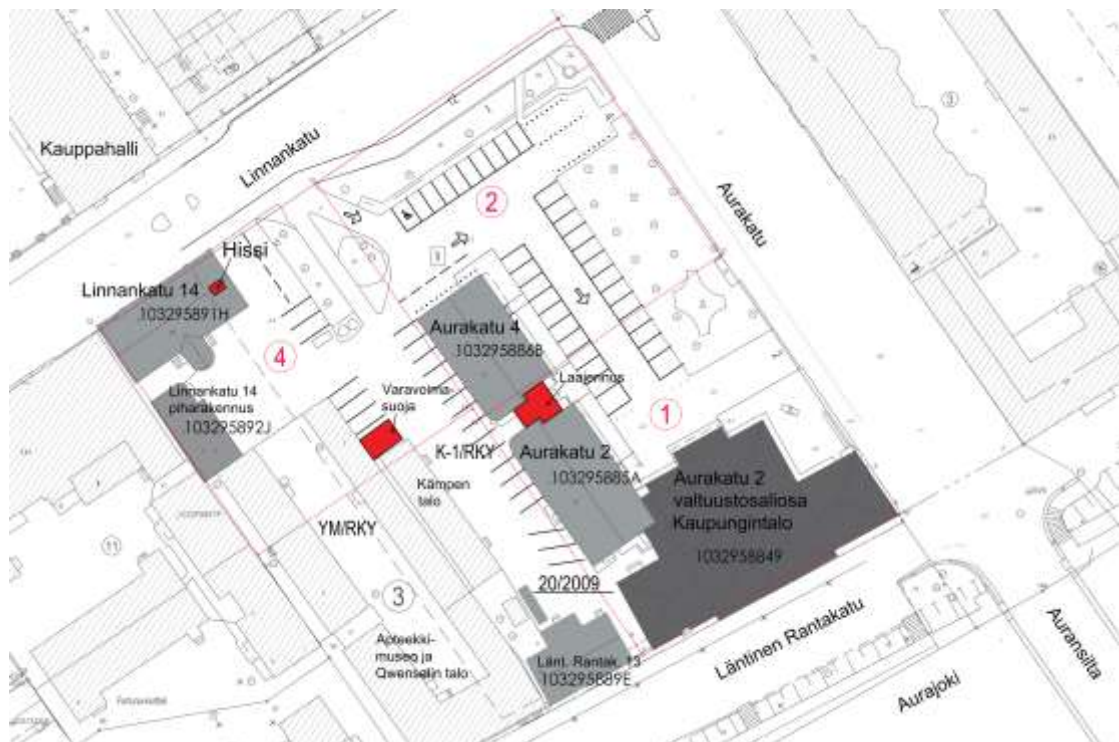 Kauppahalli
Linnankatu
Aurakatu
Hissi
Linnankatu 14
103295891H
2
4
Aurakatu 4
103295886B
Linnankatu 14
piharakennus
103295892J
Varavoima-
suoja
Laajennus
1
K-1/RKY
Aurakatu 2
103295885A
Kämpen
talo
Aurakatu 2
valtuustosaliosa
Kaupungintalo
1032958849
YM/RKY
11
3
20/2009
Apteekki-
museo ja
Qwenselin talo
Länt. Rantak. 13
103295889E
Läntinen Rantakatu
Aurajoki
Auransilta